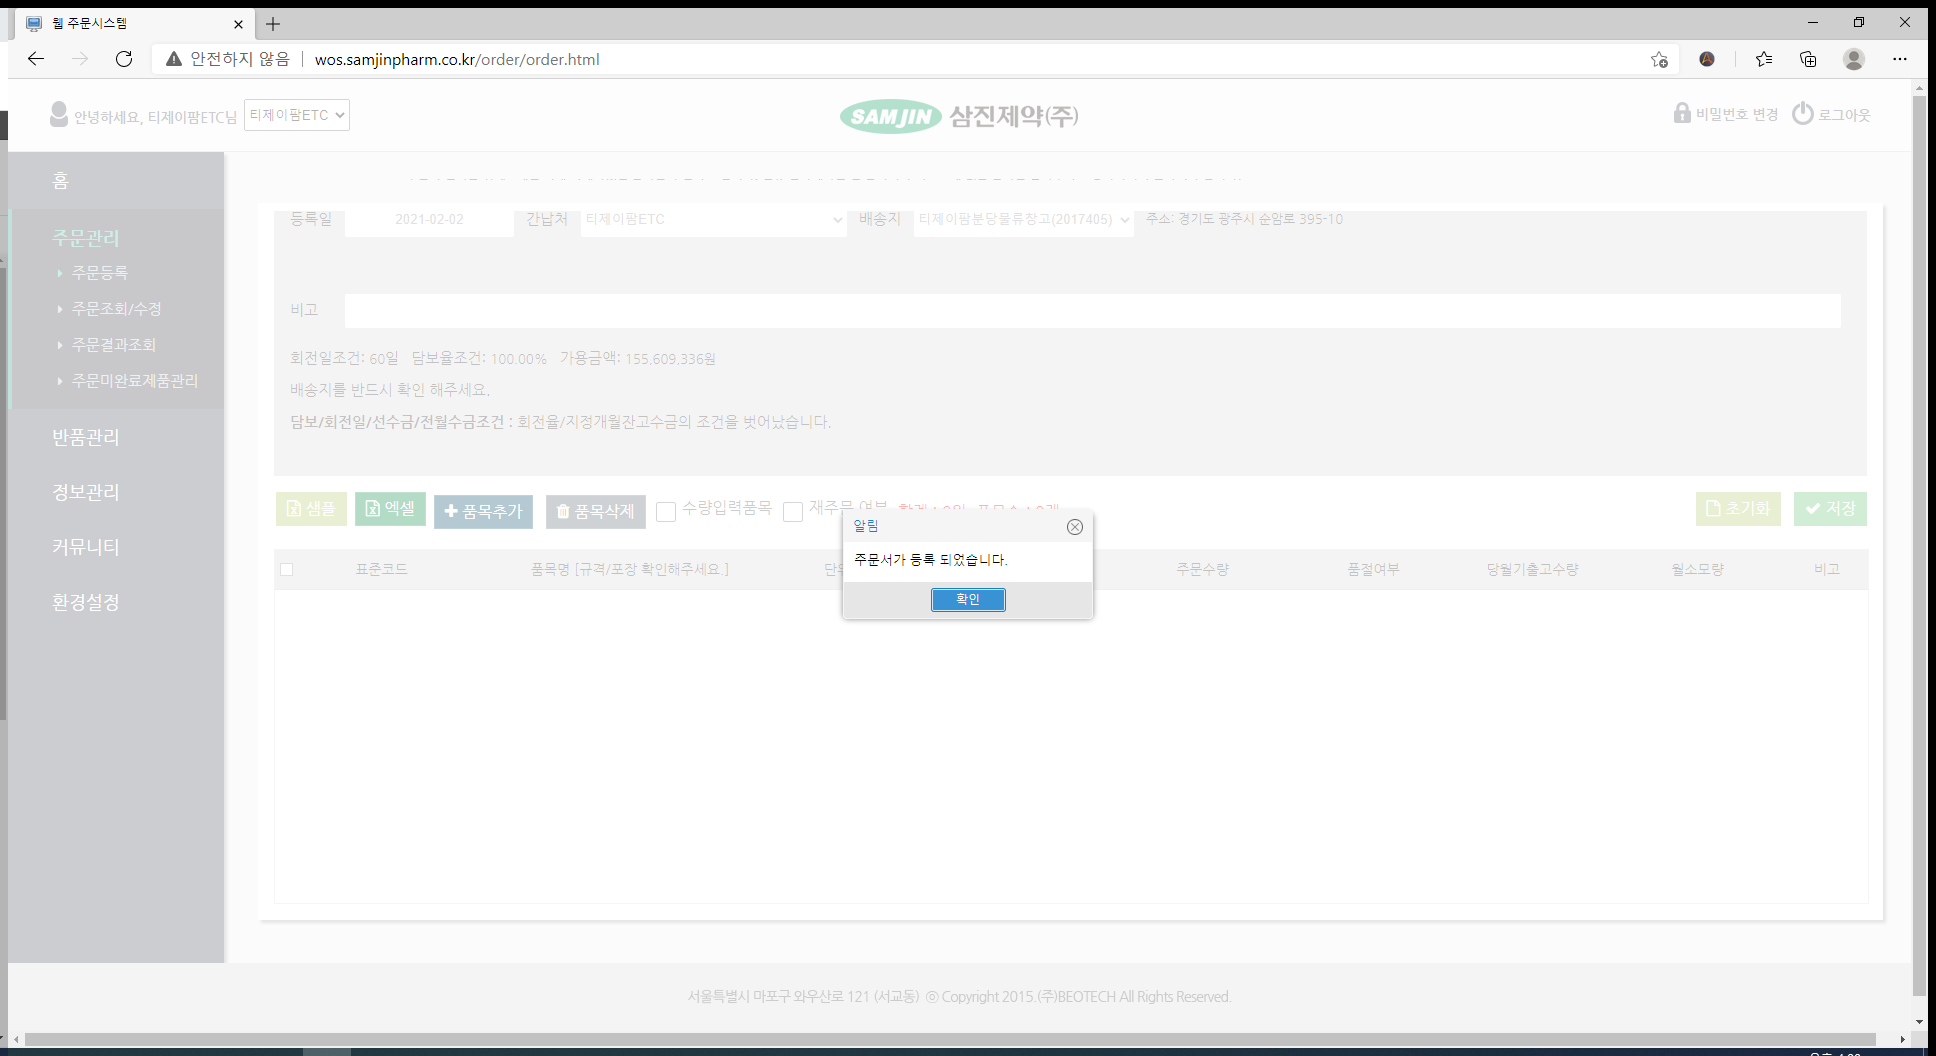 웹 주문시스템
안전하지 않음 wos.samjinpharm.co.kr/order/order.html
안녕하세요, 티제이팜ETC님 티제이팜ETC SAMJIN 삼진제약(주) 비밀번호 변경 로그아웃
홈
주문관리
주문등록
주문조회/수정
주문결과조회
주문미완료제품관리
반품관리
정보관리
커뮤니티
환경설정
등록일 2021-02-02 간납처 티제이팜ETC 배송지 티제이팜분당물류창고(2017405) 주소: 경기도 광주시 순암로 395-10
비고
회전일조건: 60일 담보율조건: 100.00% 가용금액: 155,609,336원
배송지를 반드시 확인 해주세요.
담보/회전일/선수금/전월수금조건 : 회전율/지정개월잔고수금의 조건을 벗어났습니다.
샘플 엑셀 품목추가 품목삭제 수량입력품목 재주문 여부 초기화 저장
알림
주문서가 등록 되었습니다.
확인
표준코드 품목명 [규격/포장 확인해주세요.] 주문수량 품절여부 당월기출고수량 월소모량 비고
서울특별시 마포구 와우산로 121 (서교동) ⓒ Copyright 2015.(주)BEOTECH All Rights Reserved.